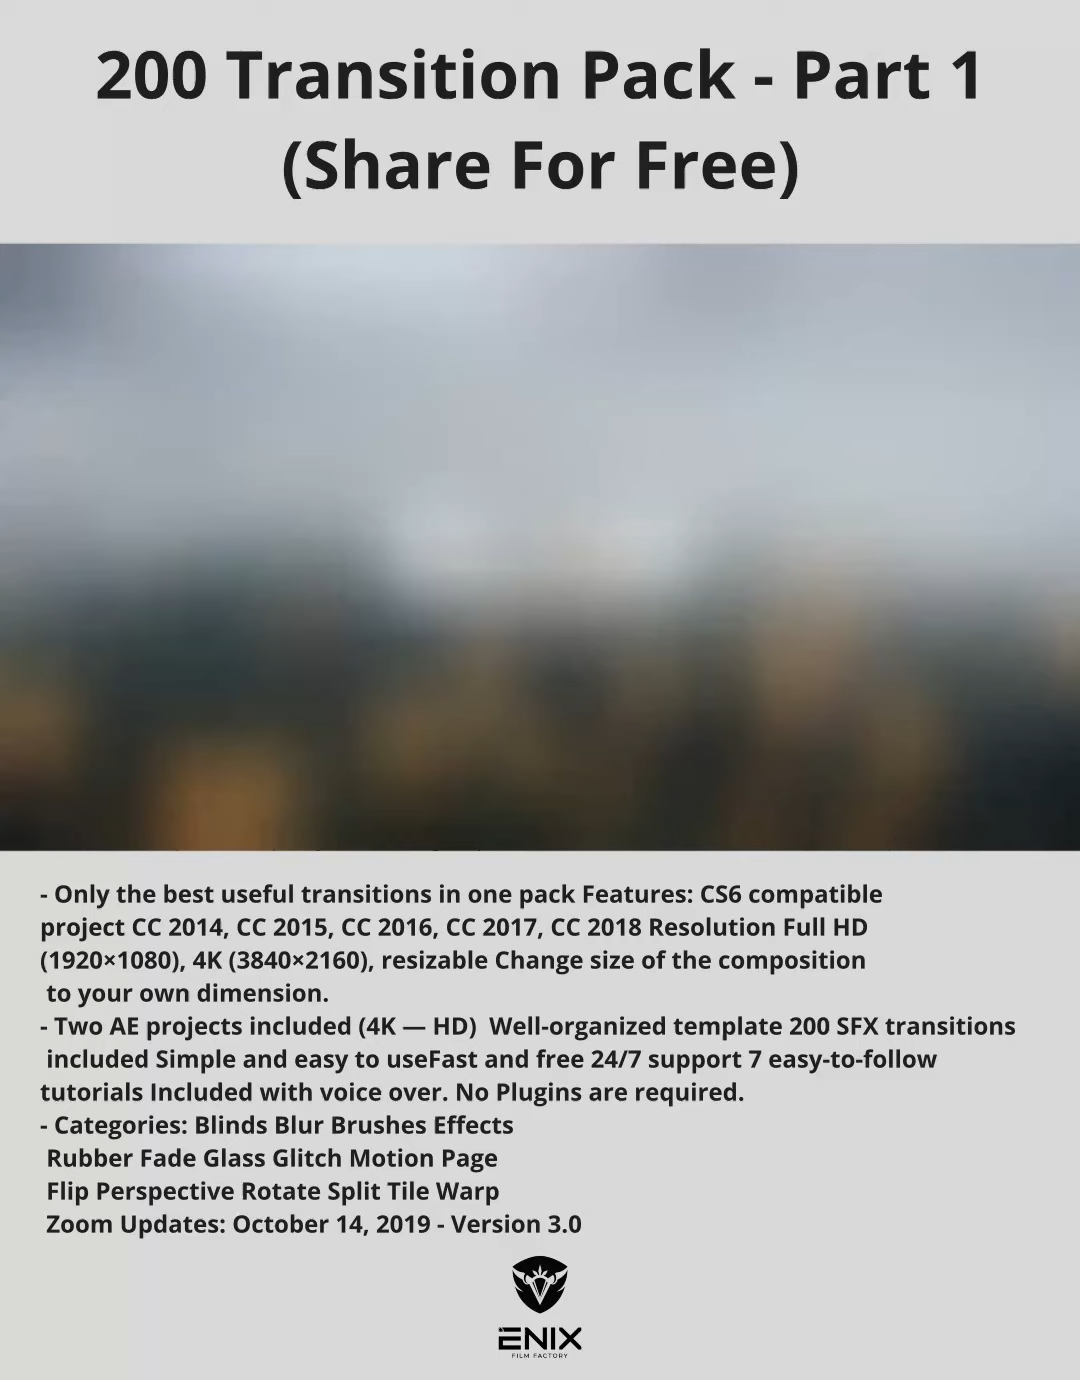 200 Transition Pack - Part 1
(Share For Free)
- Only the best useful transitions in one pack Features: CS6 compatible
project CC 2014, CC 2015, CC 2016, CC 2017, CC 2018 Resolution Full HD
(1920×1080), 4K (3840×2160), resizable Change size of the composition
to your own dimension.
- Two AE projects included (4K — HD)  Well-organized template 200 SFX transitions
included Simple and easy to useFast and free 24/7 support 7 easy-to-follow
tutorials Included with voice over. No Plugins are required.
- Categories: Blinds Blur Brushes Effects
Rubber Fade Glass Glitch Motion Page
Flip Perspective Rotate Split Tile Warp
Zoom Updates: October 14, 2019 - Version 3.0
ENIX
FILM FACTORY